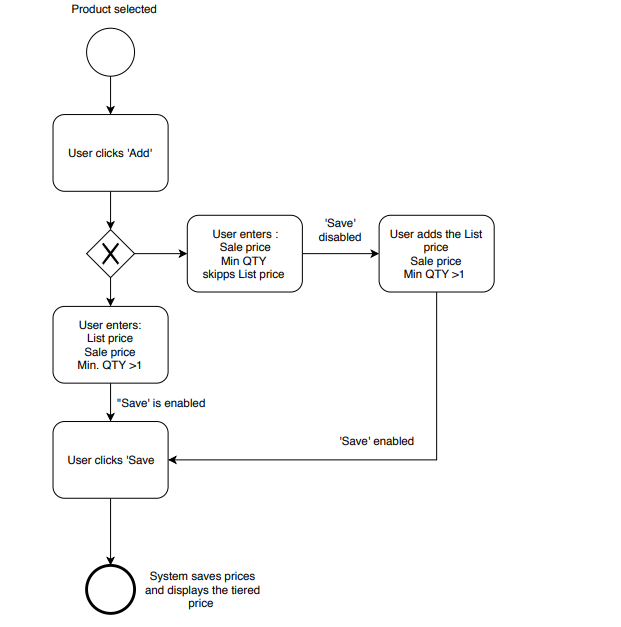 Product selected
User clicks 'Add'
User enters :
Sale price
Min QTY
skipps List price
'Save'
disabled
User adds the List
price
Sale price
Min QTY >1
User enters:
List price
Sale price
Min. QTY >1
"Save' is enabled
'Save' enabled
User clicks 'Save
System saves prices
and displays the tiered
price